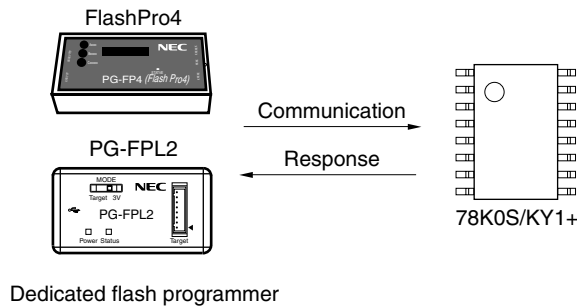 FlashPro4
NEC
PG-FP4 (Flash Pro4)
Communication
Response
PG-FPL2
MODE
Target 3V
NEC
PG-FPL2
Power Status
Target
78K0S/KY1+
Dedicated flash programmer